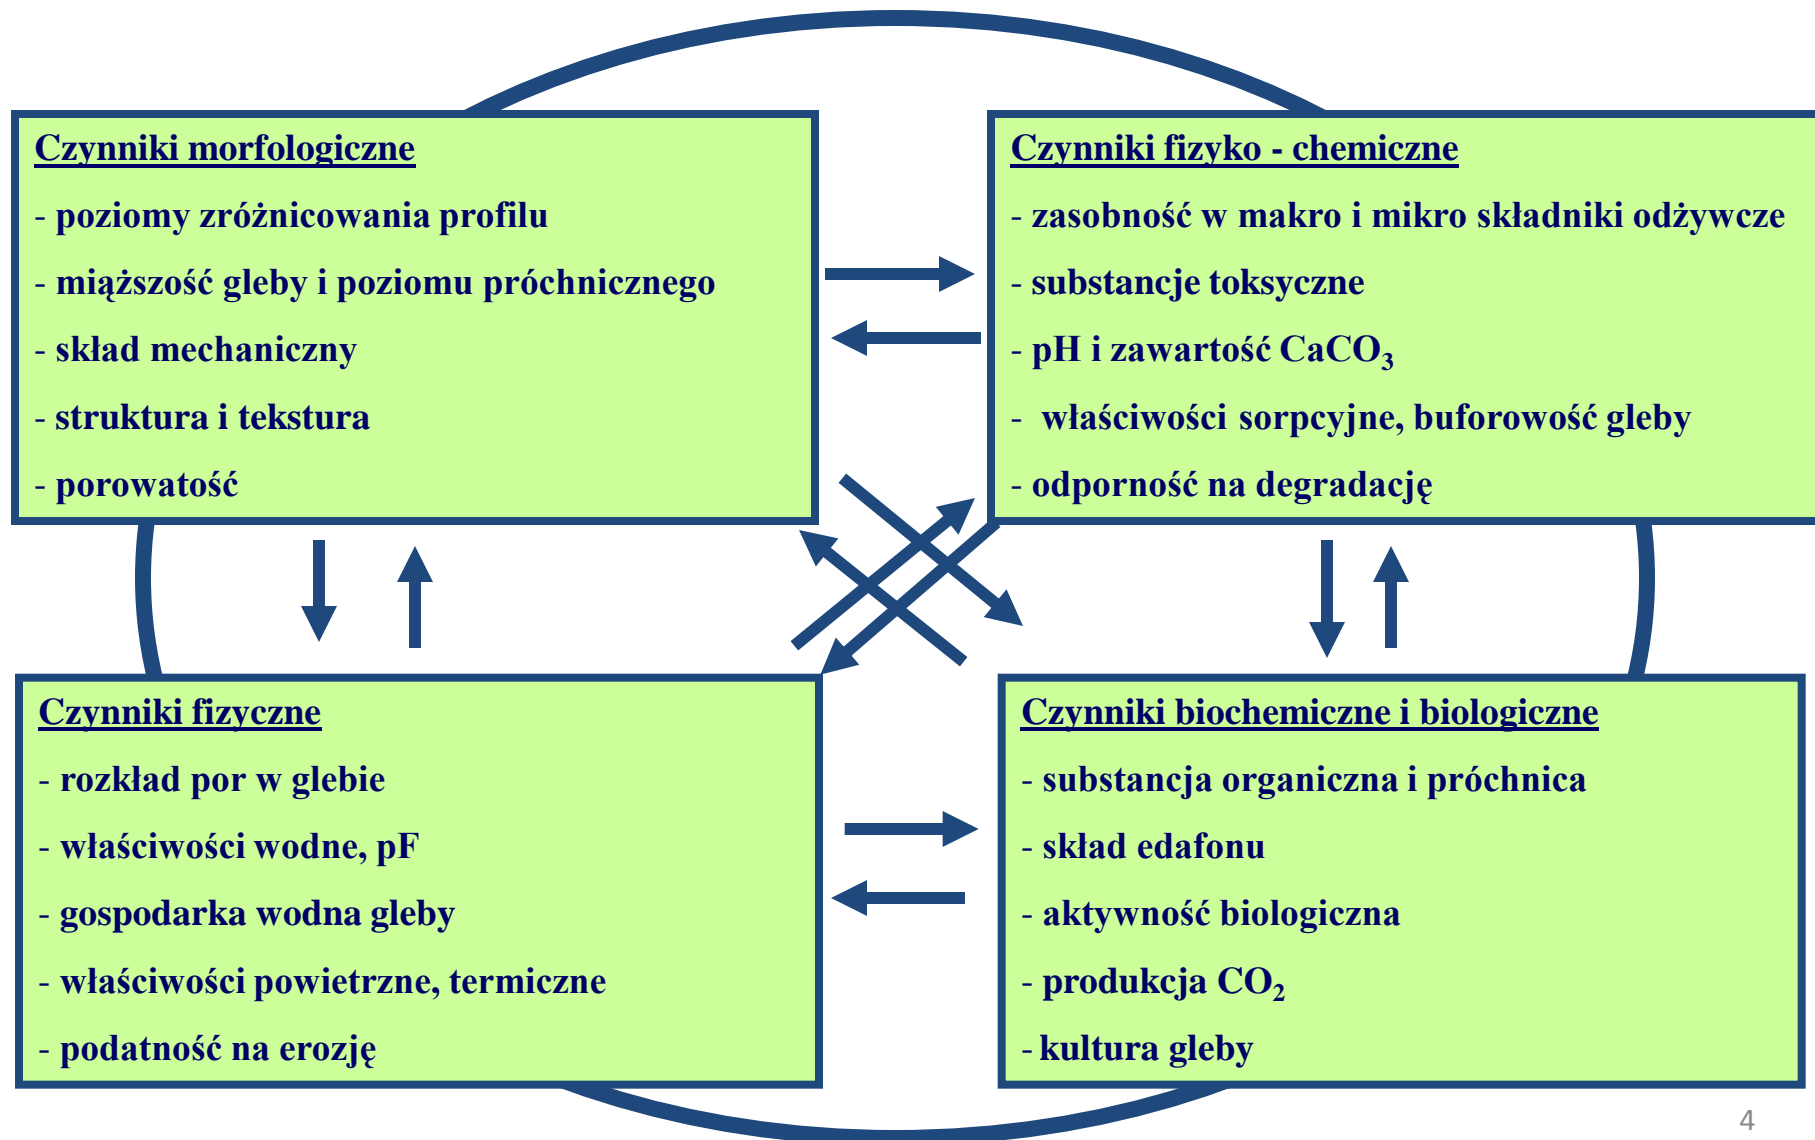 Czynniki morfologiczne
- poziomy zróżnicowania profilu
- miąższość gleby i poziomu próchnicznego
- skład mechaniczny
- struktura i tekstura
- porowatość
Czynniki fizyko - chemiczne
- zasobność w makro i mikro składniki odżywcze
- substancje toksyczne
- pH i zawartość CaCO₃
- właściwości sorpcyjne, buforowość gleby
- odporność na degradację
Czynniki fizyczne
- rozkład por w glebie
- właściwości wodne, pF
- gospodarka wodna gleby
- właściwości powietrzne, termiczne
- podatność na erozję
Czynniki biochemiczne i biologiczne
- substancja organiczna i próchnica
- skład edafonu
- aktywność biologiczna
- produkcja CO₂
- kultura gleby
4